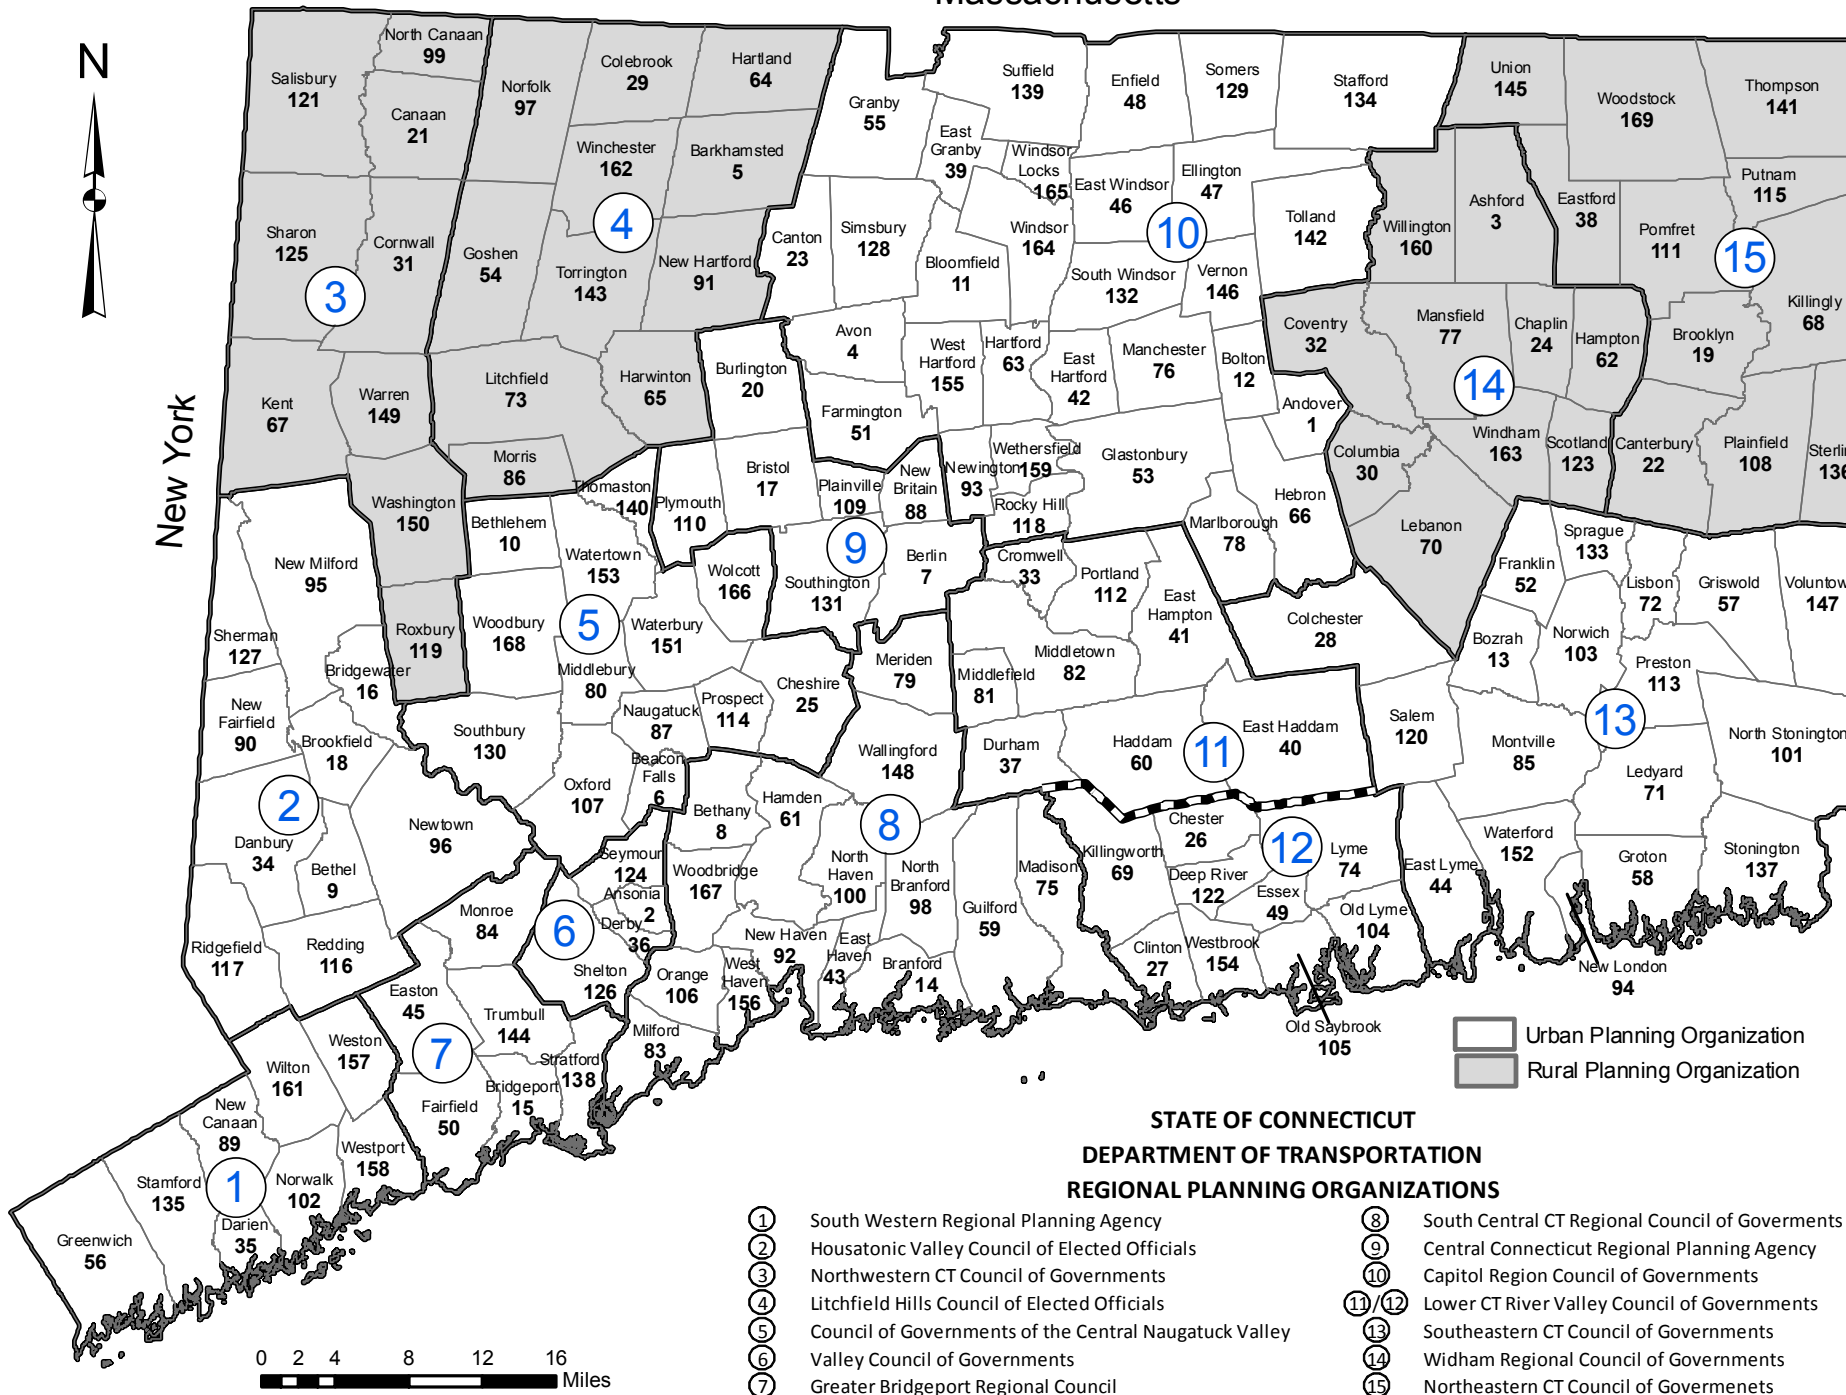 Massachusetts
N
New York
North Canaan
99
Salisbury
121
Canaan
21
Norfolk
97
Colebrook
29
Hartland
64
Granby
55
Suffield
139
Enfield
48
Somers
129
Stafford
134
Union
145
Woodstock
169
Thompson
141
Winchester
162
Barkhamsted
5
East
Granby
39
Windsor
Locks
165
East Windsor
46
Ellington
47
Tolland
142
Willington
160
Ashford
3
Eastford
38
Pomfret
111
Putnam
115
Sharon
125
Cornwall
31
Goshen
54
Torrington
143
New Hartford
91
Canton
23
Simsbury
128
Bloomfield
11
Windsor
164
South Windsor
132
Vernon
146
3
4
10
15
Killingly
68
Coventry
32
Mansfield
77
Chaplin
24
Hampton
62
Brooklyn
19
Avon
4
West
Hartford
155
Hartford
63
East
Hartford
42
Manchester
76
Bolton
12
Andover
1
14
Kent
67
Warren
149
Litchfield
73
Harwinton
65
Burlington
20
Farmington
51
Morris
86
Bristol
17
Plainville
109
New
Britain
88
Newington
93
Wethersfield
159
Rocky Hill
118
Glastonbury
53
Hebron
66
Marlborough
78
Columbia
30
Windham
163
Scotland
123
Canterbury
22
Plainfield
108
Sterli
136
Lebanon
70
Washington
150
Thomaston
140
Plymouth
110
Bethlehem
10
Watertown
153
New Milford
95
Wolcott
166
9
Southington
131
Berlin
7
Cromwell
33
Portland
112
East
Hampton
41
Colchester
28
Franklin
52
Sprague
133
Lisbon
72
Griswold
57
Voluntow
147
Sherman
127
Roxbury
119
Woodbury
168
5
Waterbury
151
Middlebury
80
Bridgewater
16
Cheshire
25
Prospect
114
Naugatuck
87
Meriden
79
Middlefield
81
Middletown
82
Bozrah
13
Norwich
103
Preston
113
New
Fairfield
90
Brookfield
18
Southbury
130
Oxford
107
Beacon
Falls
6
Wallingford
148
Durham
37
Haddam
60
11
East Haddam
40
Salem
120
Montville
85
13
North Stonington
101
Ledyard
71
2
Danbury
34
Bethel
9
Newtown
96
Bethany
8
Hamden
61
8
Seymour
124
Ansonia
2
Derby
36
Woodbridge
167
North
Haven
100
North
Branford
98
Guilford
59
Madison
75
Killingworth
69
Chester
26
Deep River
122
12
Essex
49
Lyme
74
Old Lyme
104
East Lyme
44
Waterford
152
Groton
58
Stonington
137
Ridgefield
117
Redding
116
Monroe
84
6
Shelton
126
New Haven
92
East
Haven
43
Branford
14
West
Haven
156
Orange
106
Clinton
27
Westbrook
154
New London
94
Old Saybrook
105
Easton
45
Trumbull
144
Milford
83
Stratford
138
7
Bridgeport
15
Fairfield
50
Weston
157
Wilton
161
New
Canaan
89
Westport
158
Norwalk
102
Stamford
135
1
Darien
35
Greenwich
56
Urban Planning Organization
Rural Planning Organization
STATE OF CONNECTICUT
DEPARTMENT OF TRANSPORTATION
REGIONAL PLANNING ORGANIZATIONS
1 South Western Regional Planning Agency
2 Housatonic Valley Council of Elected Officials
3 Northwestern CT Council of Governments
4 Litchfield Hills Council of Elected Officials
5 Council of Governments of the Central Naugatuck Valley
6 Valley Council of Governments
7 Greater Bridgeport Regional Council
8 South Central CT Regional Council of Goverments
9 Central Connecticut Regional Planning Agency
10 Capitol Region Council of Governments
11/12 Lower CT River Valley Council of Governments
13 Southeastern CT Council of Governments
14 Widham Regional Council of Governments
15 Northeastern CT Council of Governenets
0 2 4 8 12 16
Miles